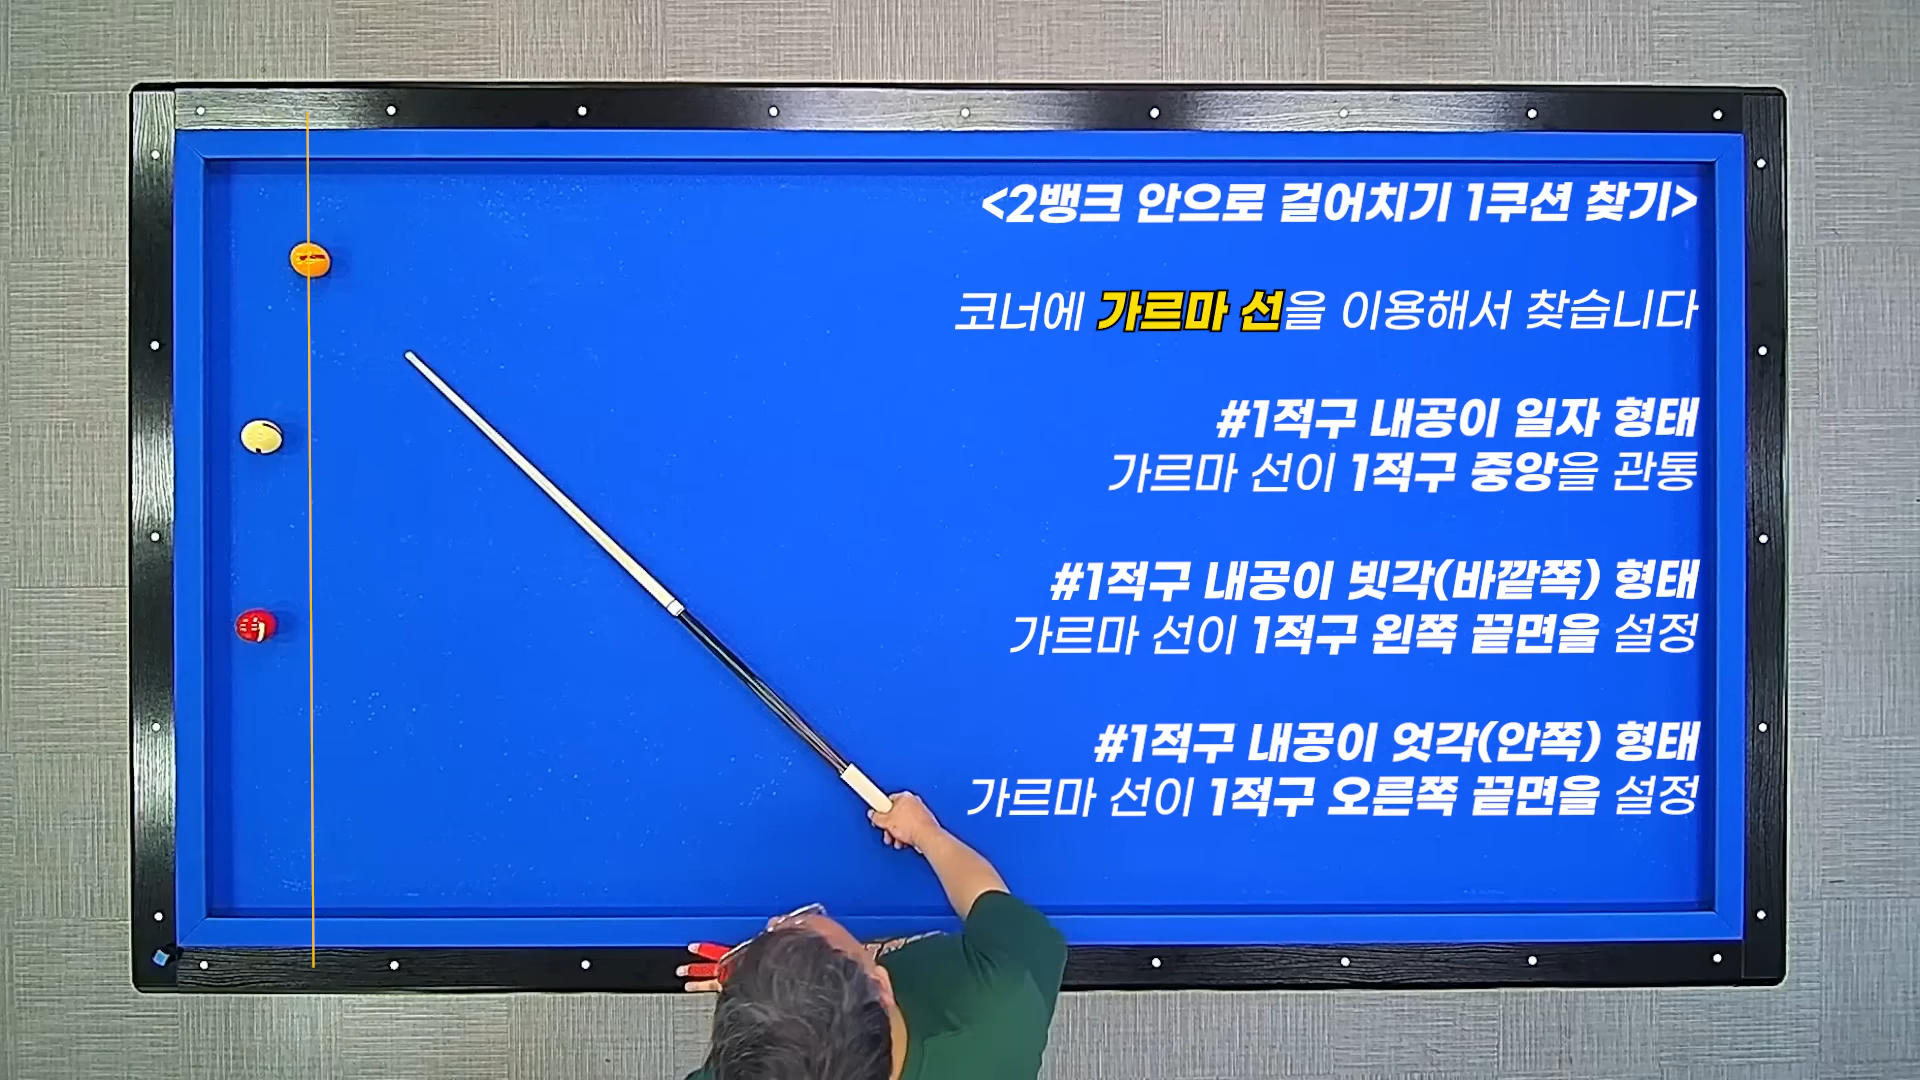 <2뱅크 안으로 걸어치기 1쿠션 찾기>
코너에 가르마 선을 이용해서 찾습니다
#1적구 내공이 일자 형태
가르마 선이 1적구 중앙을 관통
#1적구 내공이 빗각(바깥쪽) 형태
가르마 선이 1적구 왼쪽 끝면을 설정
#1적구 내공이 엇각(안쪽) 형태
가르마 선이 1적구 오른쪽 끝면을 설정